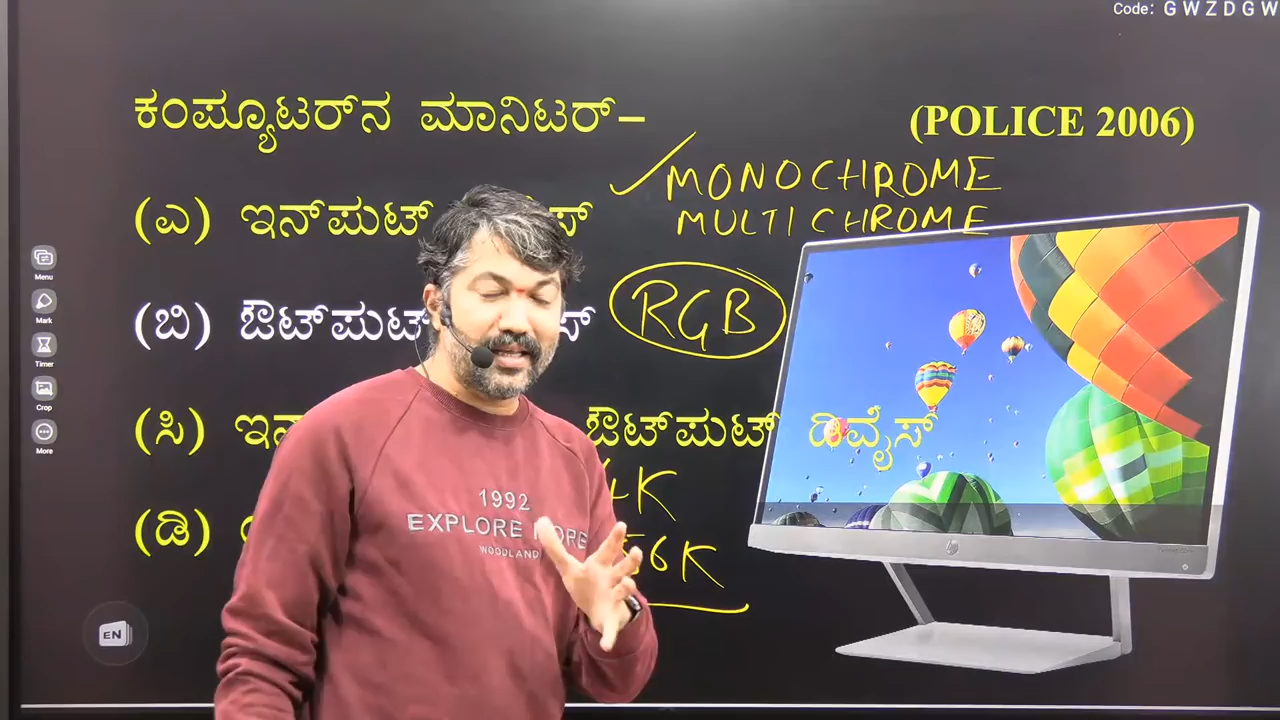 Code: G W Z D G W
ಕಂಪ್ಯೂಟರ್‌ನ ಮಾನಿಟರ್–
(POLICE 2006)
MONOCHROME
MULTICHROME
(ಎ) ಇನ್‌ಪುಟ್
(ಬಿ) ಔಟ್‌ಪುಟ್
RGB
(ಸಿ)
ಔಟ್‌ಪುಟ್ ಡಿವೈಸ್
(ಡಿ)
Menu
Mark
Timer
Crop
More
EN
hp
1992
EXPLORE
WOODLAND